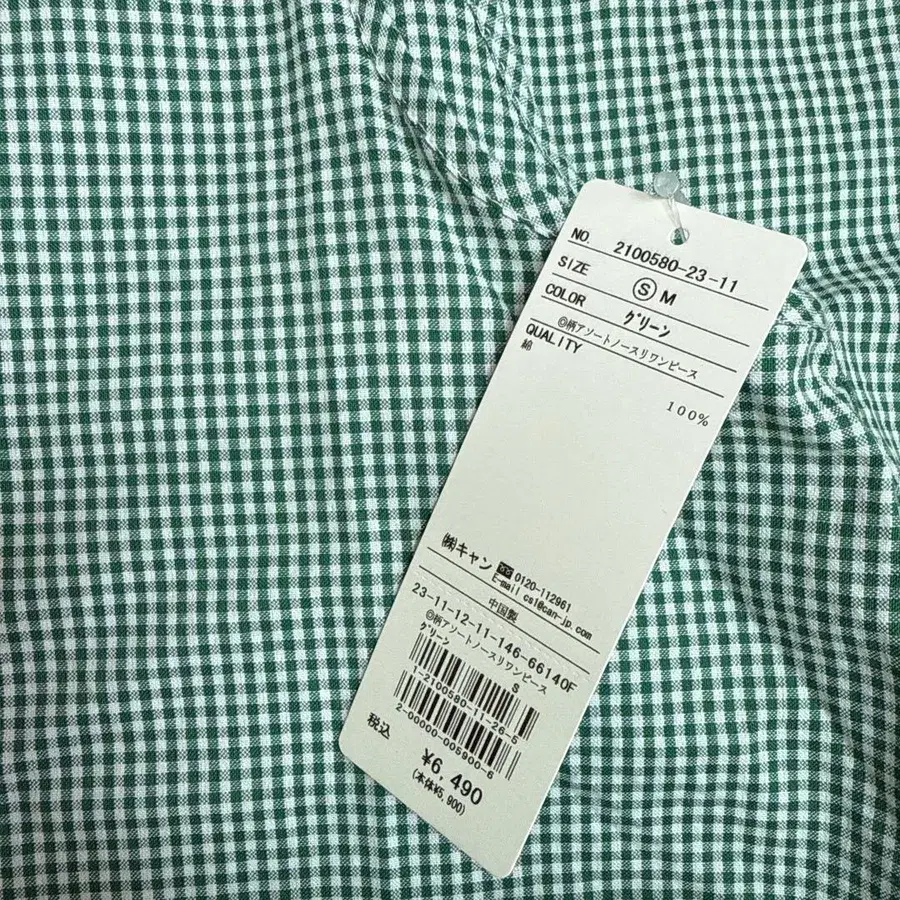 NO. 2100580-23-11
SIZE Ⓢ M
COLOR グリーン
◎柄アソートノースリワンピース
QUALITY
綿
100%
㈱キャン ☎0120-112961
E-mail cs1@can-jp.com
中国製
23-11-12-11-146-66140F
◎柄アソートノースリワンピース
グリーン S
1-2100580-11-26-5
2-00000-005900-6
税込 ¥6,490
(本体¥5,900)